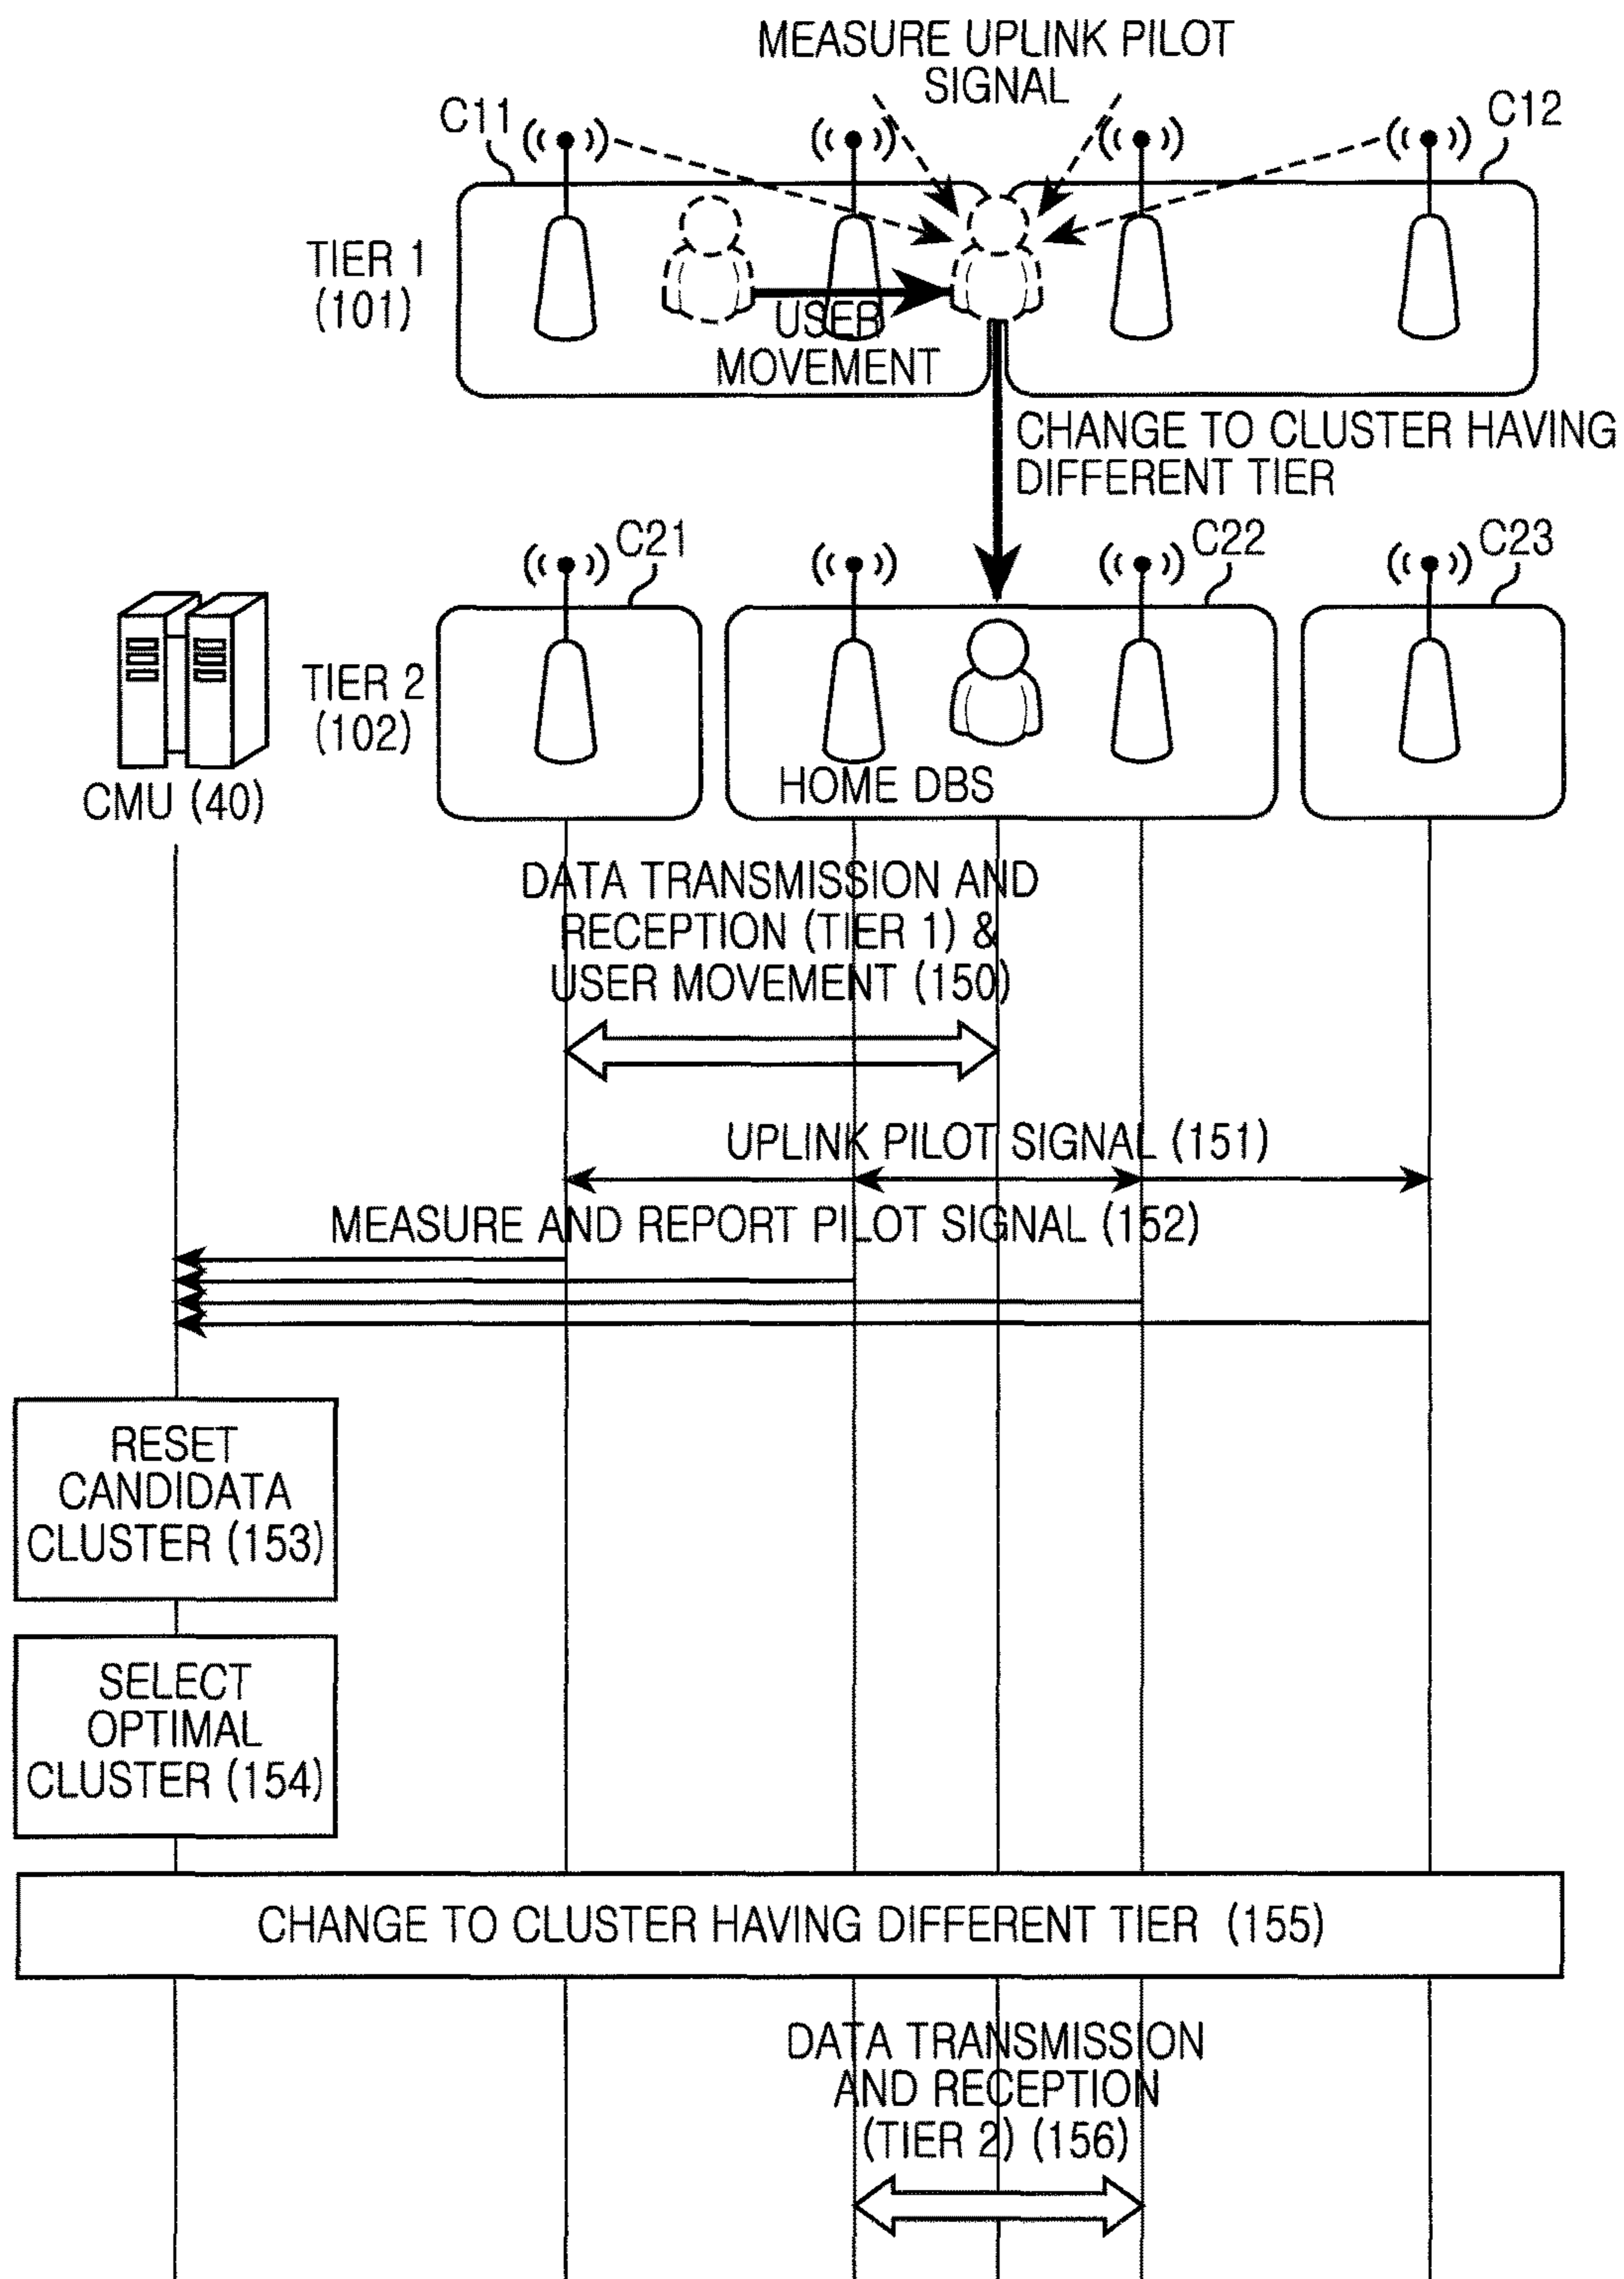 MEASURE UPLINK PILOT
SIGNAL
C11
C12
TIER 1
(101)
USER
MOVEMENT
CHANGE TO CLUSTER HAVING
DIFFERENT TIER
C21
C22
C23
TIER 2
(102)
CMU (40)
HOME DBS
DATA TRANSMISSION AND
RECEPTION (TIER 1) &
USER MOVEMENT (150)
UPLINK PILOT SIGNAL (151)
MEASURE AND REPORT PILOT SIGNAL (152)
RESET
CANDIDATA
CLUSTER (153)
SELECT
OPTIMAL
CLUSTER (154)
CHANGE TO CLUSTER HAVING DIFFERENT TIER (155)
DATA TRANSMISSION
AND RECEPTION
(TIER 2) (156)